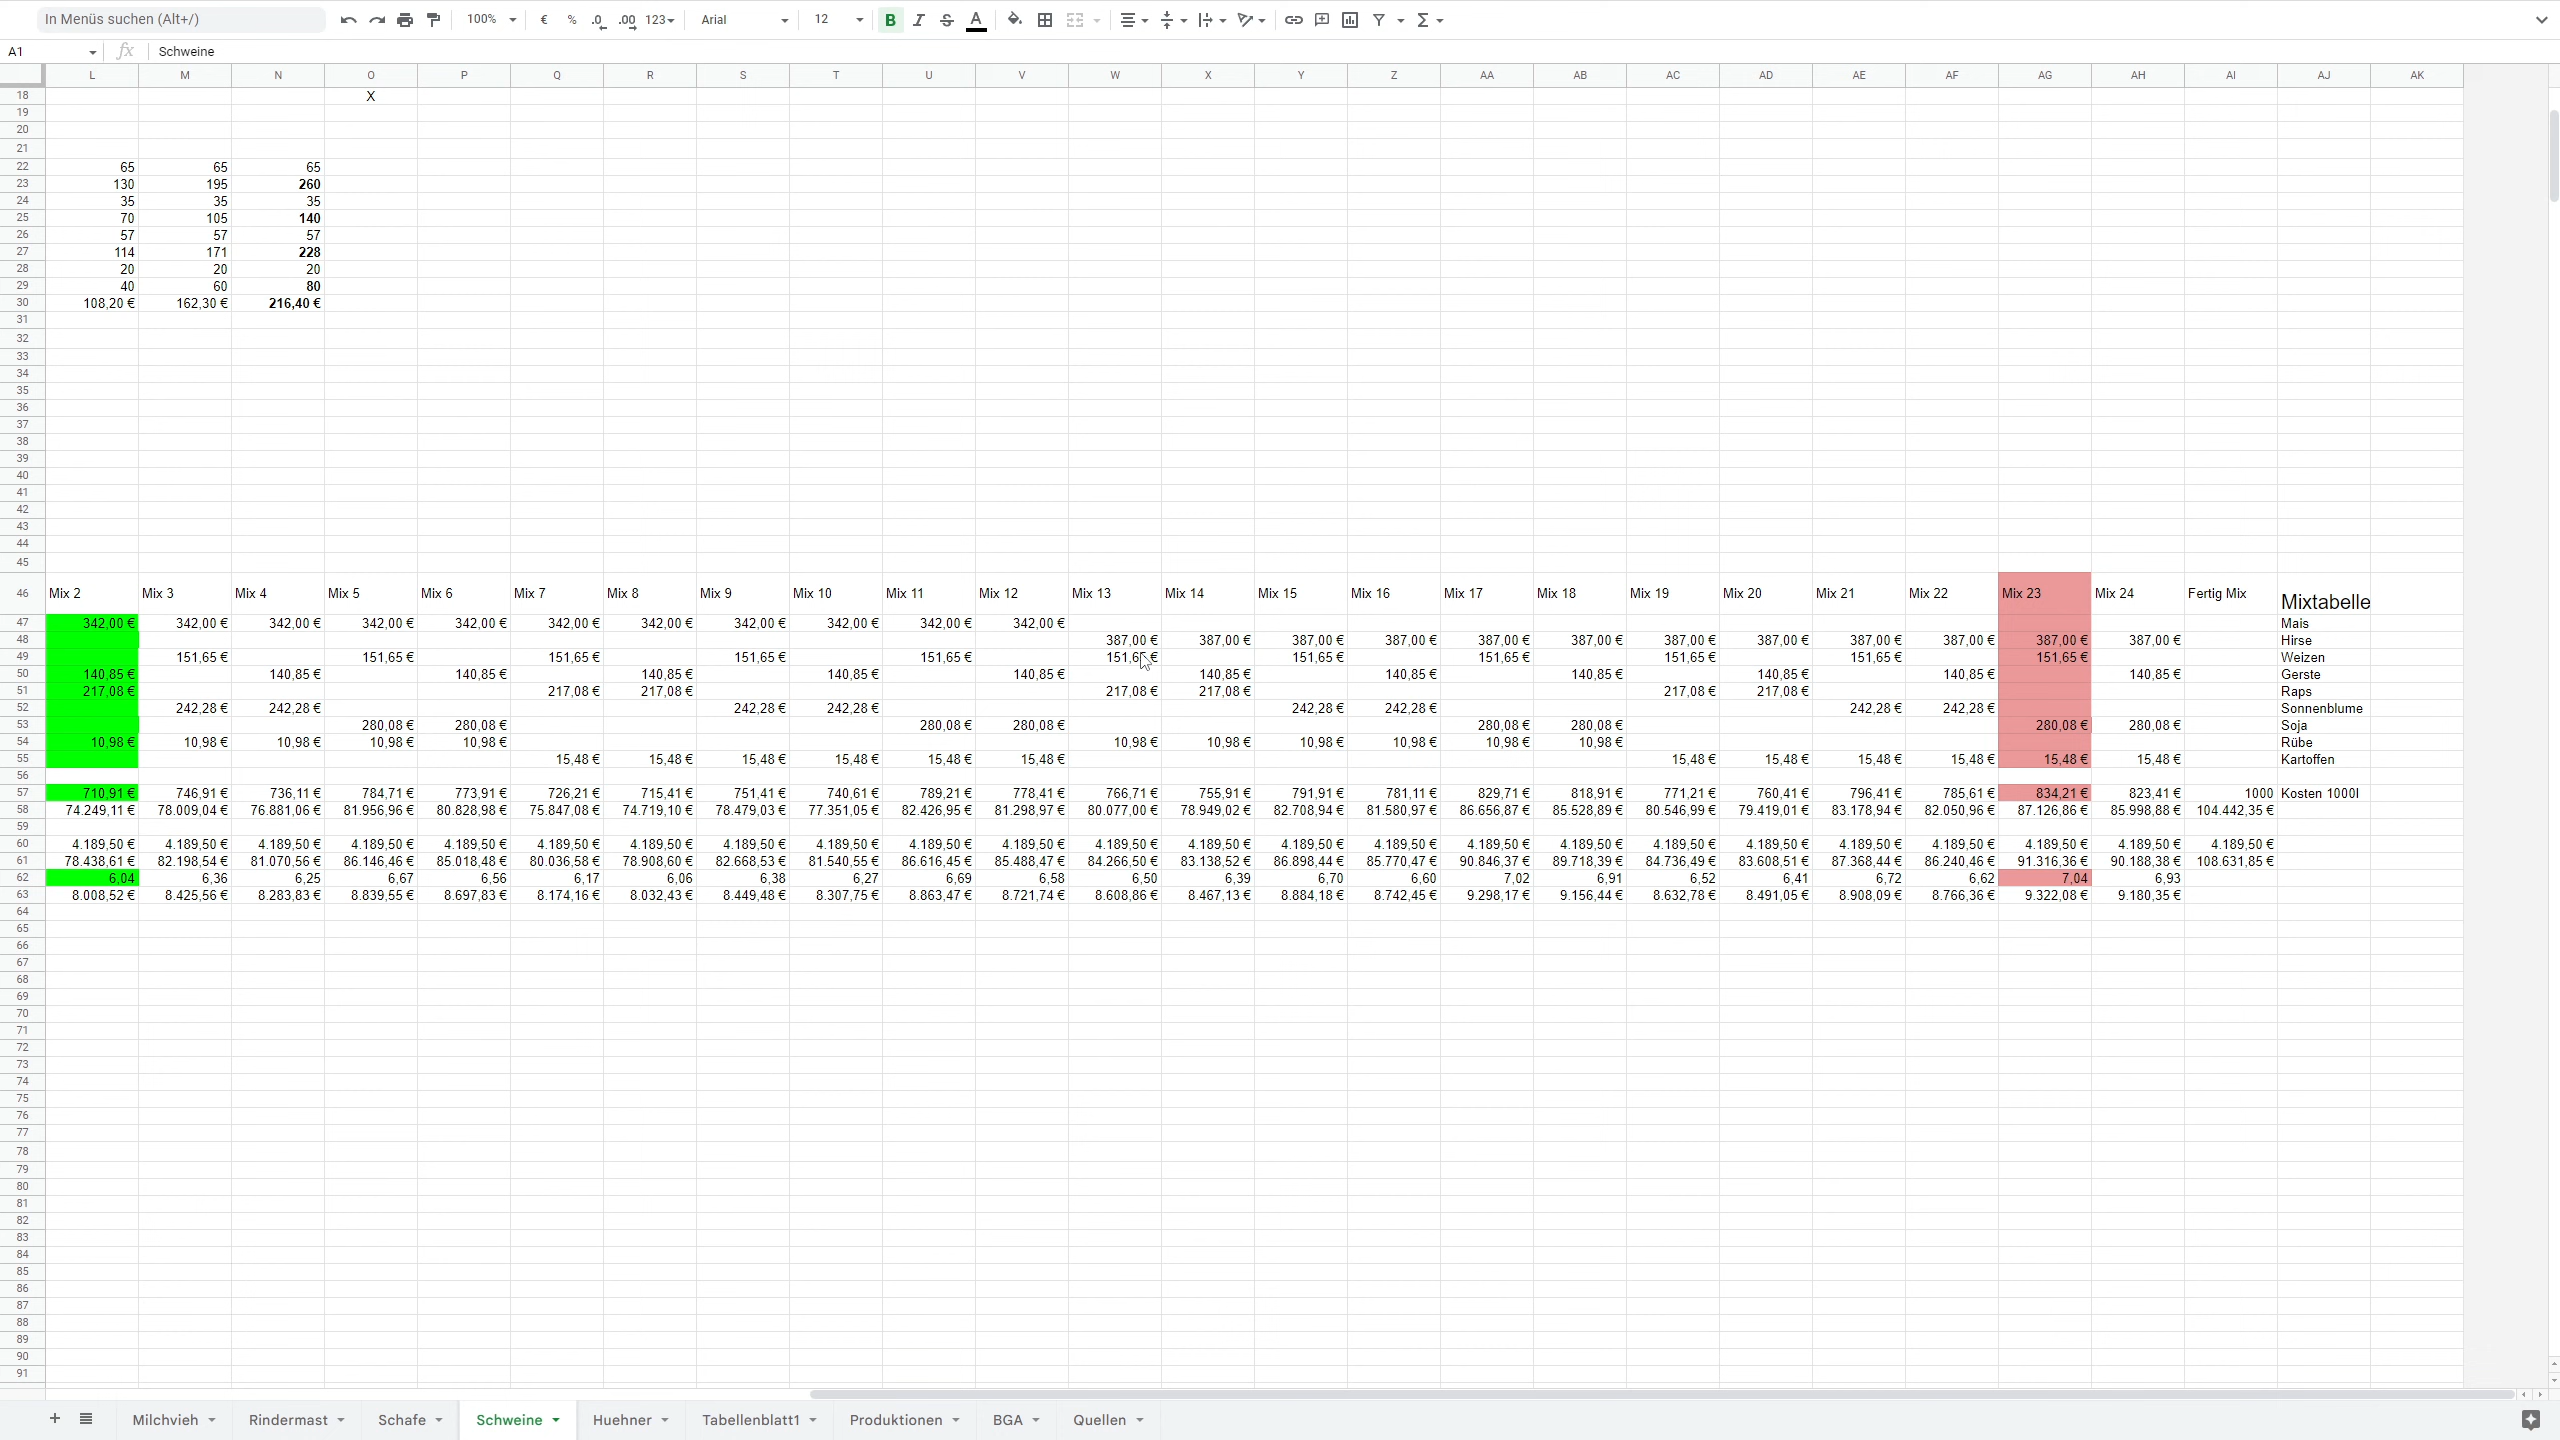 In Menüs suchen (Alt+/) 100% € % .0 .00 123 Arial 12 B I S A
A1 fx Schweine
L M N O P Q R S T U V W X Y Z AA AB AC AD AE AF AG AH AI AJ AK
18 X
19
20
21
22 65 65 65
23 130 195 260
24 35 35 35
25 70 105 140
26 57 57 57
27 114 171 228
28 20 20 20
29 40 60 80
30 108,20 € 162,30 € 216,40 €
31
32
33
34
35
36
37
38
39
40
41
42
43
44
45
46 Mix 2 Mix 3 Mix 4 Mix 5 Mix 6 Mix 7 Mix 8 Mix 9 Mix 10 Mix 11 Mix 12 Mix 13 Mix 14 Mix 15 Mix 16 Mix 17 Mix 18 Mix 19 Mix 20 Mix 21 Mix 22 Mix 23 Mix 24 Fertig Mix Mixtabelle
47 342,00 € 342,00 € 342,00 € 342,00 € 342,00 € 342,00 € 342,00 € 342,00 € 342,00 € 342,00 € 342,00 € Mais
48 387,00 € 387,00 € 387,00 € 387,00 € 387,00 € 387,00 € 387,00 € 387,00 € 387,00 € 387,00 € 387,00 € 387,00 € Hirse
49 151,65 € 151,65 € 151,65 € 151,65 € 151,65 € 151,65 € 151,65 € 151,65 € 151,65 € 151,65 € 151,65 € Weizen
50 140,85 € 140,85 € 140,85 € 140,85 € 140,85 € 140,85 € 140,85 € 140,85 € 140,85 € 140,85 € 140,85 € 140,85 € Gerste
51 217,08 € 217,08 € 217,08 € 217,08 € 217,08 € 217,08 € 217,08 € Raps
52 242,28 € 242,28 € 242,28 € 242,28 € 242,28 € 242,28 € 242,28 € 242,28 € Sonnenblume
53 280,08 € 280,08 € 280,08 € 280,08 € 280,08 € 280,08 € 280,08 € 280,08 € Soja
54 10,98 € 10,98 € 10,98 € 10,98 € 10,98 € 10,98 € 10,98 € 10,98 € 10,98 € 10,98 € 10,98 € Rübe
55 15,48 € 15,48 € 15,48 € 15,48 € 15,48 € 15,48 € 15,48 € 15,48 € 15,48 € 15,48 € 15,48 € 15,48 € Kartoffen
56
57 710,91 € 746,91 € 736,11 € 784,71 € 773,91 € 726,21 € 715,41 € 751,41 € 740,61 € 789,21 € 778,41 € 766,71 € 755,91 € 791,91 € 781,11 € 829,71 € 818,91 € 771,21 € 760,41 € 796,41 € 785,61 € 834,21 € 823,41 € 1000 Kosten 1000l
58 74.249,11 € 78.009,04 € 76.881,06 € 81.956,96 € 80.828,98 € 75.847,08 € 74.719,10 € 78.479,03 € 77.351,05 € 82.426,95 € 81.298,97 € 80.077,00 € 78.949,02 € 82.708,94 € 81.580,97 € 86.656,87 € 85.528,89 € 80.546,99 € 79.419,01 € 83.178,94 € 82.050,96 € 87.126,86 € 85.998,88 € 104.442,35 €
59
60 4.189,50 € 4.189,50 € 4.189,50 € 4.189,50 € 4.189,50 € 4.189,50 € 4.189,50 € 4.189,50 € 4.189,50 € 4.189,50 € 4.189,50 € 4.189,50 € 4.189,50 € 4.189,50 € 4.189,50 € 4.189,50 € 4.189,50 € 4.189,50 € 4.189,50 € 4.189,50 € 4.189,50 € 4.189,50 € 4.189,50 € 4.189,50 €
61 78.438,61 € 82.198,54 € 81.070,56 € 86.146,46 € 85.018,48 € 80.036,58 € 78.908,60 € 82.668,53 € 81.540,55 € 86.616,45 € 85.488,47 € 84.266,50 € 83.138,52 € 86.898,44 € 85.770,47 € 90.846,37 € 89.718,39 € 84.736,49 € 83.608,51 € 87.368,44 € 86.240,46 € 91.316,36 € 90.188,38 € 108.631,85 €
62 6,04 6,36 6,25 6,67 6,56 6,17 6,06 6,38 6,27 6,69 6,58 6,50 6,39 6,70 6,60 7,02 6,91 6,52 6,41 6,72 6,62 7,04 6,93
63 8.008,52 € 8.425,56 € 8.283,83 € 8.839,55 € 8.697,83 € 8.174,16 € 8.032,43 € 8.449,48 € 8.307,75 € 8.863,47 € 8.721,74 € 8.608,86 € 8.467,13 € 8.884,18 € 8.742,45 € 9.298,17 € 9.156,44 € 8.632,78 € 8.491,05 € 8.908,09 € 8.766,36 € 9.322,08 € 9.180,35 €
64
65
66
67
68
69
70
71
72
73
74
75
76
77
78
79
80
81
82
83
84
85
86
87
88
89
90
91
Milchvieh Rindermast Schafe Schweine Huehner Tabellenblatt1 Produktionen BGA Quellen